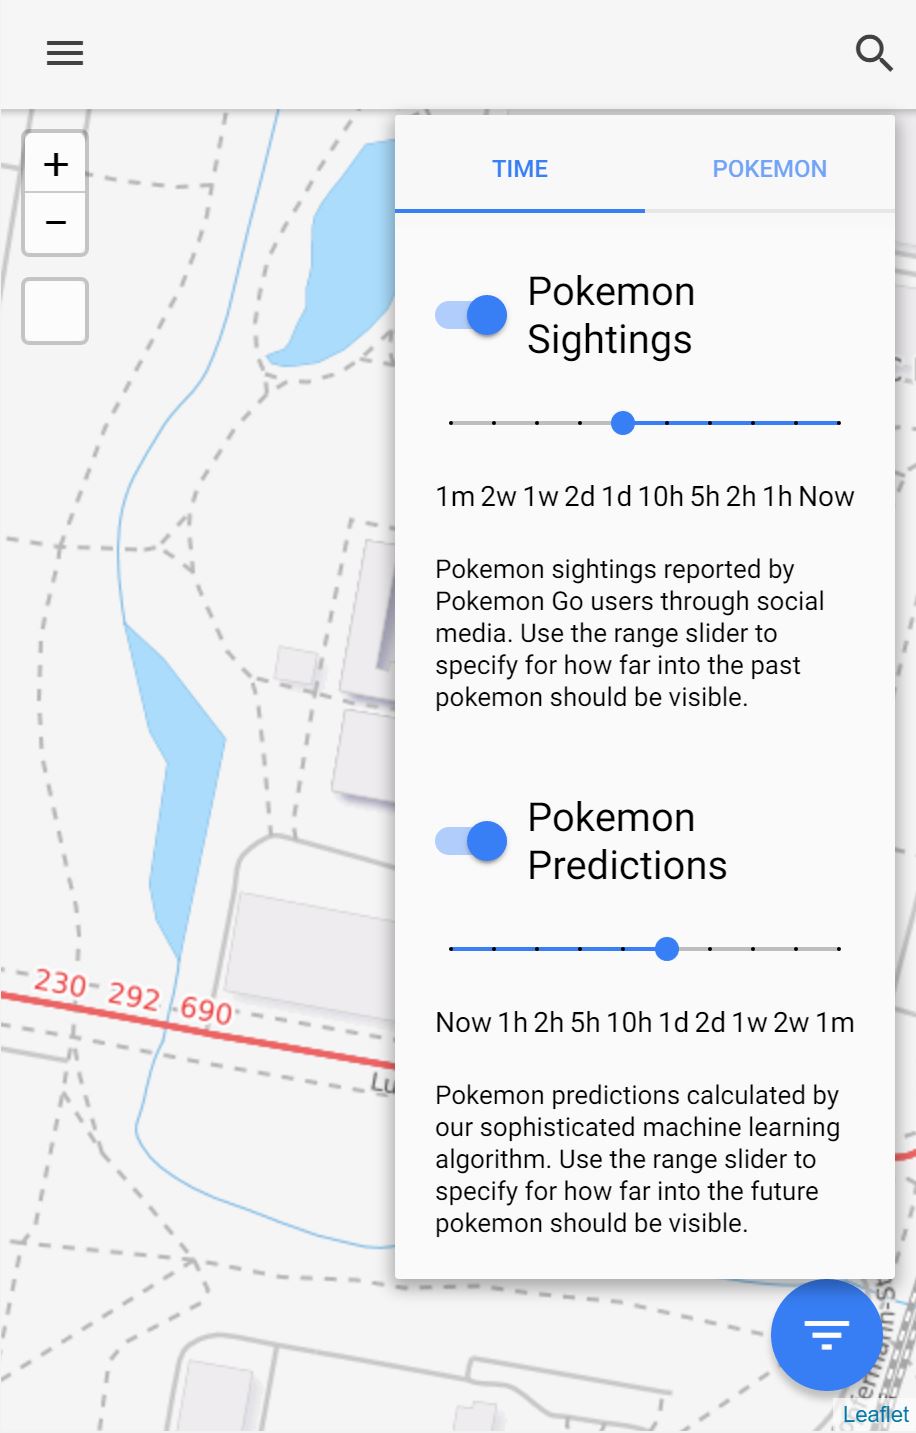 +
−
TIME POKEMON
Pokemon
Sightings
1m 2w 1w 2d 1d 10h 5h 2h 1h Now
Pokemon sightings reported by
Pokemon Go users through social
media. Use the range slider to
specify for how far into the past
pokemon should be visible.
Pokemon
Predictions
230 292 690
Now 1h 2h 5h 10h 1d 2d 1w 2w 1m
Lu
Pokemon predictions calculated by
our sophisticated machine learning
algorithm. Use the range slider to
specify for how far into the future
pokemon should be visible.
Leaflet